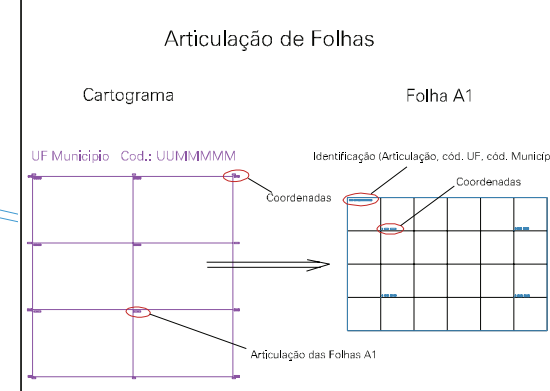 Articulação de Folhas
Cartograma
Folha A1
UF Municipio Cod.: UUMMMMM
Identificação (Articulação, cód. UF, cód. Municíp
Coordenadas
Coordenadas
Articulação das Folhas A1